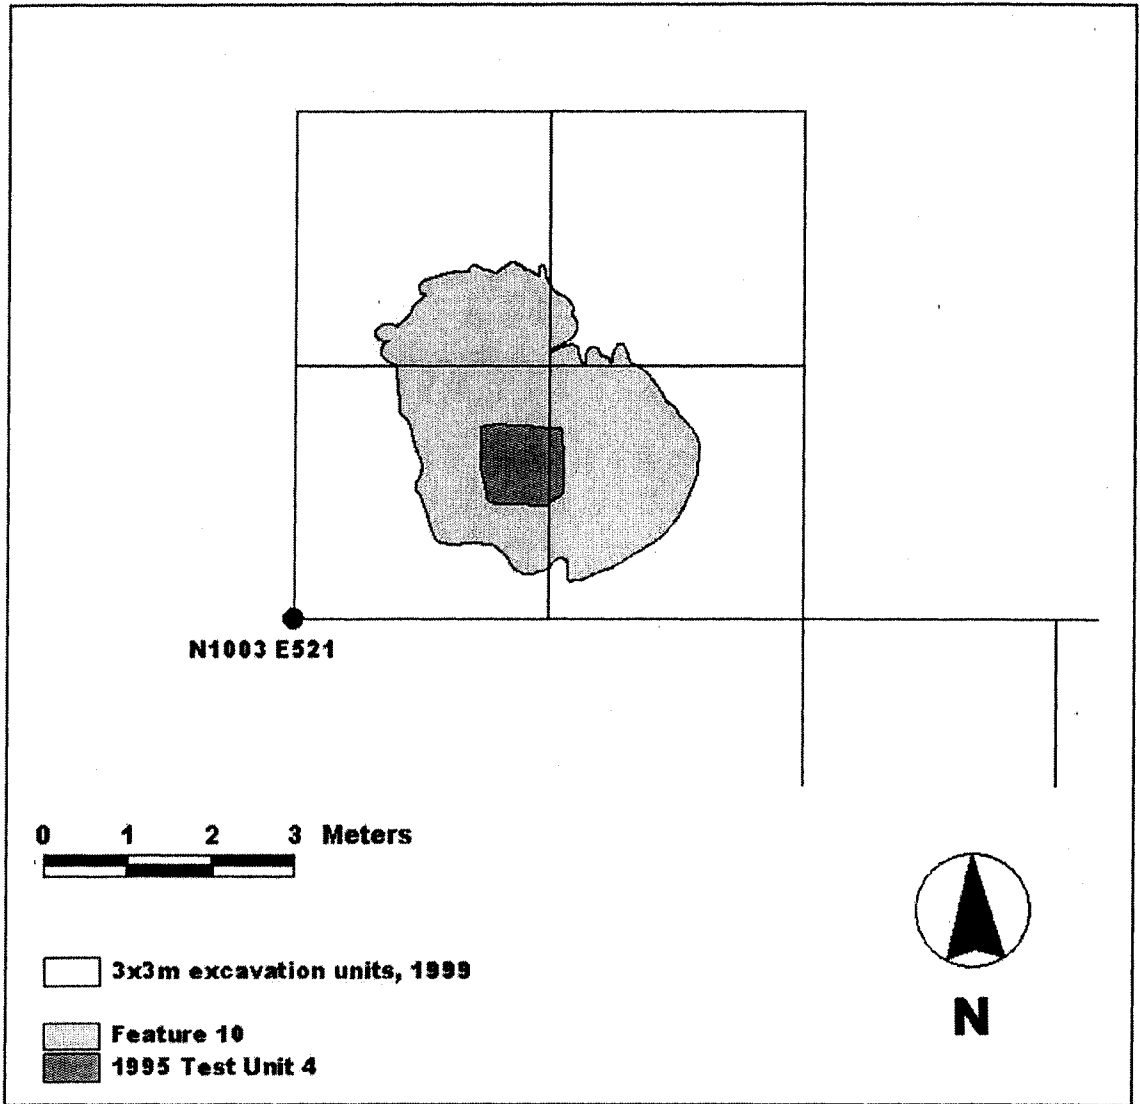 N1003 E521
0 1 2 3 Meters
3x3m excavation units, 1999
Feature 10
1995 Test Unit 4
N